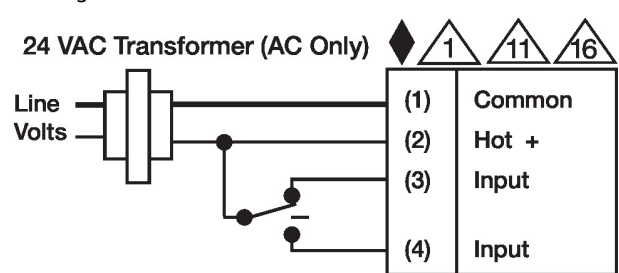 24 VAC Transformer (AC Only) 1 11 16
Line
Volts
(1) Common
(2) Hot +
(3) Input
(4) Input